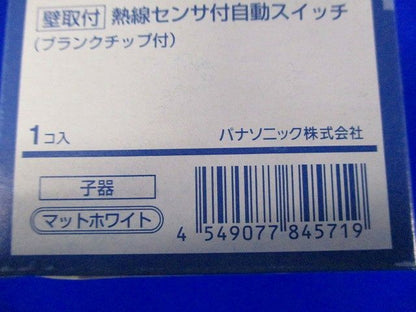 壁取付 熱線センサ付自動スイッチ
(ブランクチップ付)
1コ入 パナソニック株式会社
子器
マットホワイト
4 549077 845719